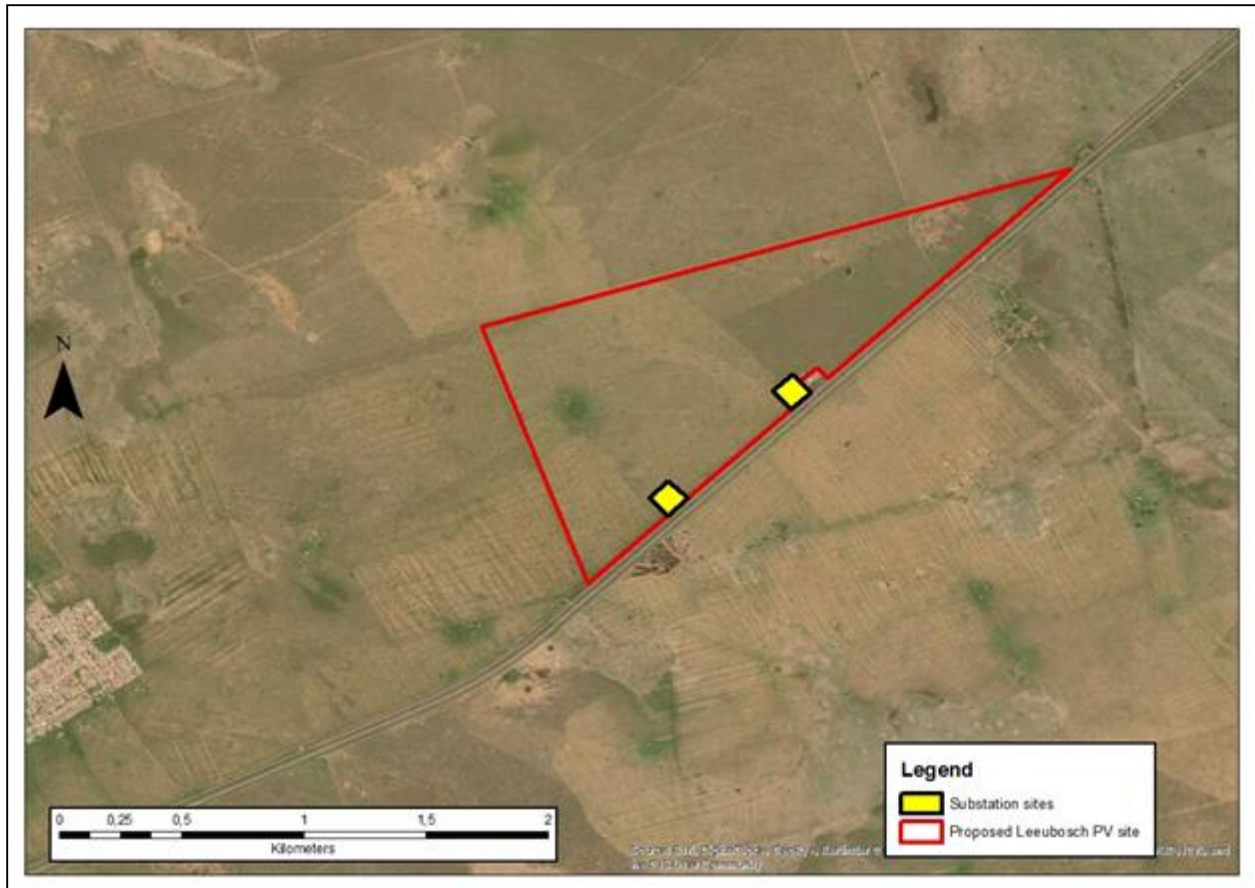 N
0 0,25 0,5 1 1,5 2
Kilometers
Legend
Substation sites
Proposed Leeubosch PV site